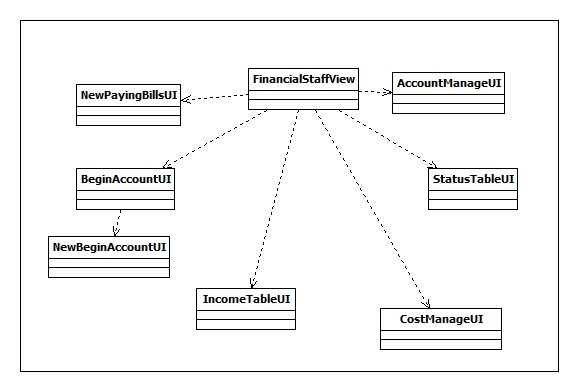 FinancialStaffView
AccountManageUI
NewPayingBillsUI
BeginAccountUI
StatusTableUI
NewBeginAccountUI
IncomeTableUI
CostManageUI